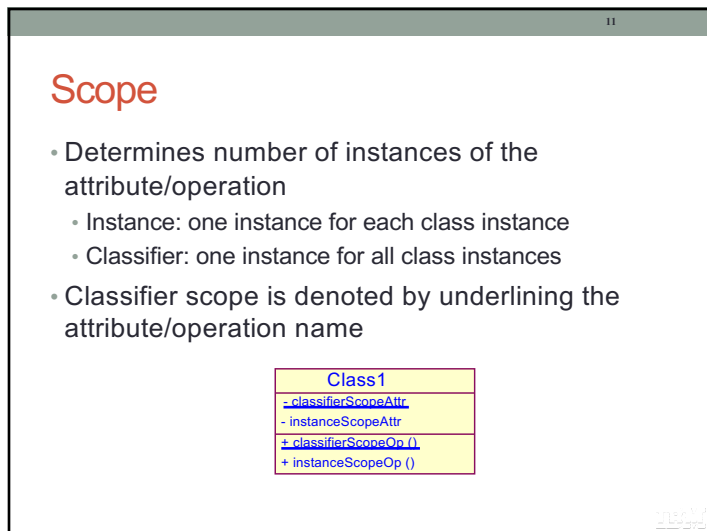 11
Scope
• Determines number of instances of the
attribute/operation
• Instance: one instance for each class instance
• Classifier: one instance for all class instances
• Classifier scope is denoted by underlining the
attribute/operation name
Class1
- classifierScopeAttr
- instanceScopeAttr
+ classifierScopeOp ()
+ instanceScopeOp ()